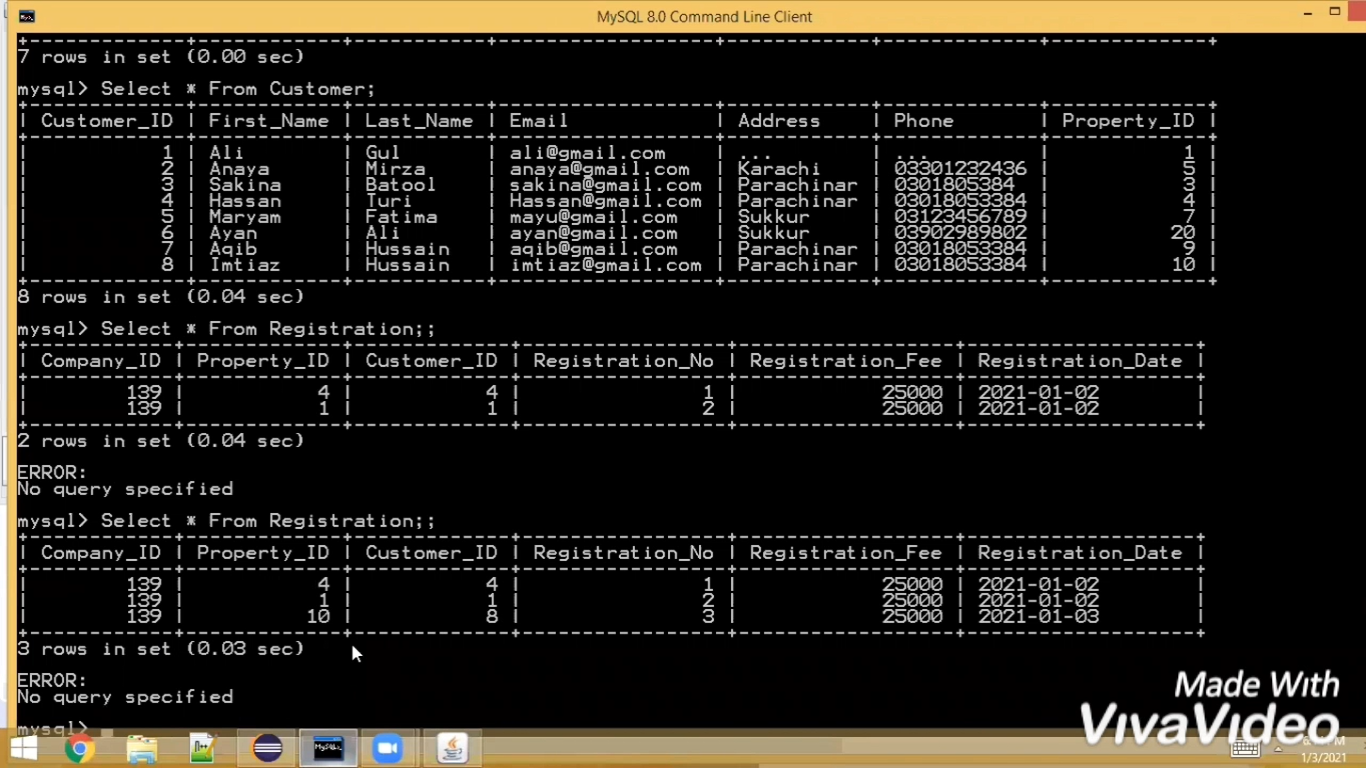 MySQL 8.0 Command Line Client
7 rows in set (0.00 sec)
mysql> Select * From Customer;
| Customer_ID | First_Name | Last_Name | Email | Address | Phone | Property_ID |
| 1 | Ali | Gul | ali@gmail.com | ... | ... | 1 |
| 2 | Anaya | Mirza | anaya@gmail.com | Karachi | 03301232436 | 5 |
| 3 | Sakina | Batool | sakina@gmail.com | Parachinar | 0301805384 | 3 |
| 4 | Hassan | Turi | Hassan@gmail.com | Parachinar | 03018053384 | 4 |
| 5 | Maryam | Fatima | mayu@gmail.com | Sukkur | 03123456789 | 7 |
| 6 | Ayan | Ali | ayan@gmail.com | Sukkur | 03902989802 | 20 |
| 7 | Aqib | Hussain | aqib@gmail.com | Parachinar | 03018053384 | 9 |
| 8 | Imtiaz | Hussain | imtiaz@gmail.com | Parachinar | 03018053384 | 10 |
8 rows in set (0.04 sec)
mysql> Select * From Registration;;
| Company_ID | Property_ID | Customer_ID | Registration_No | Registration_Fee | Registration_Date |
| 139 | 4 | 4 | 1 | 25000 | 2021-01-02 |
| 139 | 1 | 1 | 2 | 25000 | 2021-01-02 |
2 rows in set (0.04 sec)
ERROR:
No query specified
mysql> Select * From Registration;;
| Company_ID | Property_ID | Customer_ID | Registration_No | Registration_Fee | Registration_Date |
| 139 | 4 | 4 | 1 | 25000 | 2021-01-02 |
| 139 | 1 | 1 | 2 | 25000 | 2021-01-02 |
| 139 | 10 | 8 | 3 | 25000 | 2021-01-03 |
3 rows in set (0.03 sec)
ERROR:
No query specified
mysql>
Made With
VivaVideo
1/3/2021